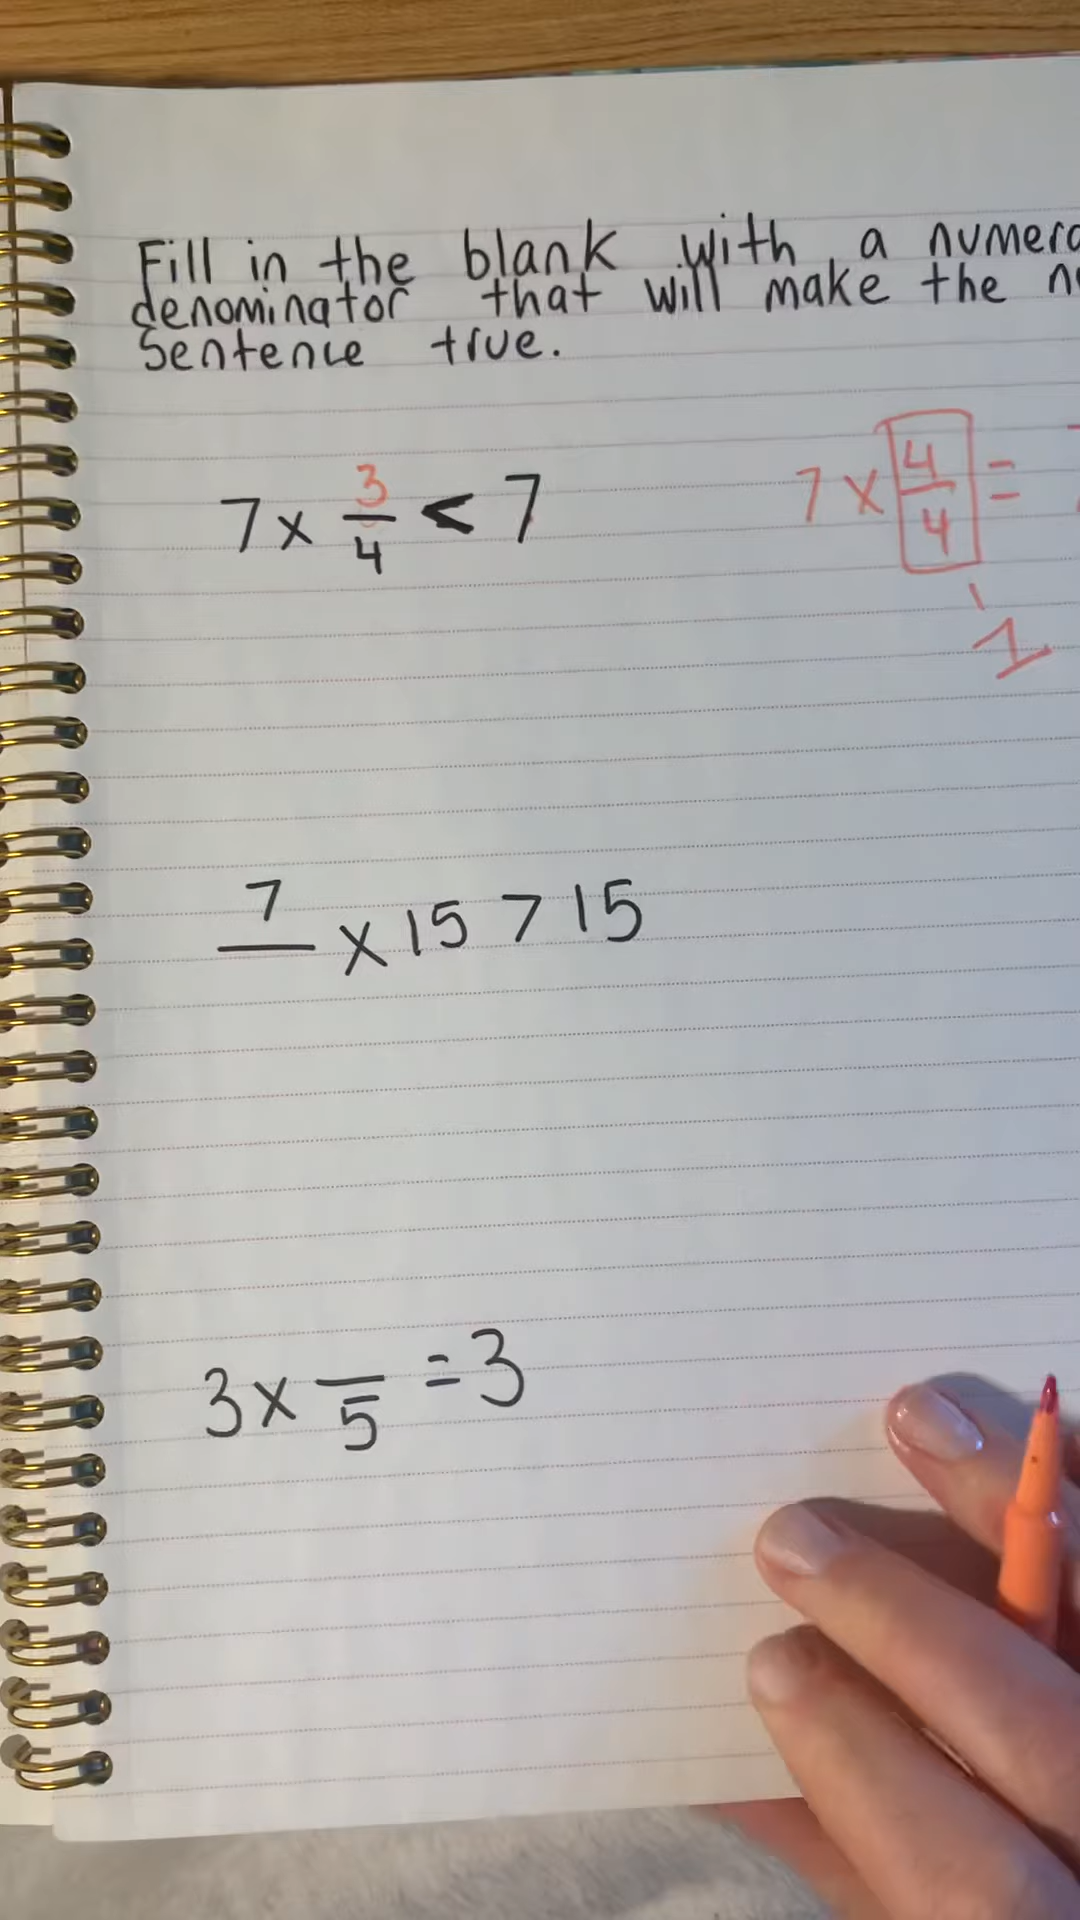 Fill in the blank with a
denominator that will make the
Sentence true.
7 x 3/4 < 7
7 x 4/4 =
1
7/__ x 15 > 15
3 x __/5 = 3